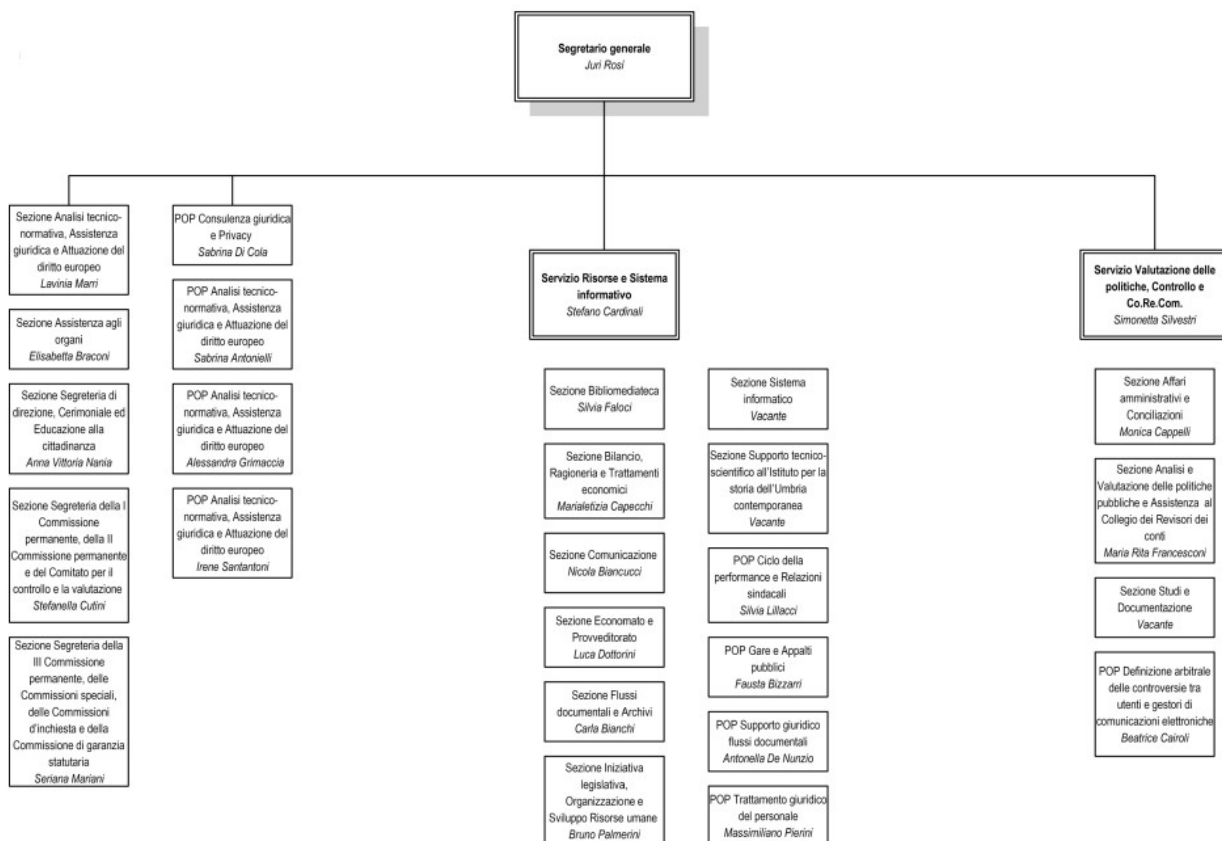 Segretario generale
Juri Rosi
Sezione Analisi tecnico-
normativa, Assistenza
giuridica e Attuazione del
diritto europeo
Lavinia Marri
Sezione Assistenza agli
organi
Elisabetta Braconi
Sezione Segreteria di
direzione, Cerimoniale ed
Educazione alla
cittadinanza
Anna Vittoria Nania
Sezione Segreteria della I
Commissione
permanente, della II
Commissione permanente
e del Comitato per il
controllo e la valutazione
Stefanella Cutini
Sezione Segreteria della
III Commissione
permanente, delle
Commissioni speciali,
delle Commissioni
d'inchiesta e della
Commissione di garanzia
statutaria
Seriana Mariani
POP Consulenza giuridica
e Privacy
Sabrina Di Cola
POP Analisi tecnico-
normativa, Assistenza
giuridica e Attuazione del
diritto europeo
Sabrina Antonielli
POP Analisi tecnico-
normativa, Assistenza
giuridica e Attuazione del
diritto europeo
Alessandra Grimaccia
POP Analisi tecnico-
normativa, Assistenza
giuridica e Attuazione del
diritto europeo
Irene Santantoni
Servizio Risorse e Sistema
informativo
Stefano Cardinali
Sezione Bibliomediateca
Silvia Faloci
Sezione Bilancio,
Ragioneria e Trattamenti
economici
Marialetizia Capecchi
Sezione Comunicazione
Nicola Biancucci
Sezione Economato e
Provveditorato
Luca Dottorini
Sezione Flussi
documentali e Archivi
Carla Bianchi
Sezione Iniziativa
legislativa,
Organizzazione e
Sviluppo Risorse umane
Bruno Palmerini
Sezione Sistema
informatico
Vacante
Sezione Supporto tecnico-
scientifico all'Istituto per la
storia dell'Umbria
contemporanea
Vacante
POP Ciclo della
performance e Relazioni
sindacali
Silvia Lillacci
POP Gare e Appalti
pubblici
Fausta Bizzarri
POP Supporto giuridico
flussi documentali
Antonella De Nunzio
POP Trattamento giuridico
del personale
Massimiliano Pierini
Servizio Valutazione delle
politiche, Controllo e
Co.Re.Com.
Simonetta Silvestri
Sezione Affari
amministrativi e
Conciliazioni
Monica Cappelli
Sezione Analisi e
Valutazione delle politiche
pubbliche e Assistenza al
Collegio dei Revisori dei
conti
Maria Rita Francesconi
Sezione Studi e
Documentazione
Vacante
POP Definizione arbitrale
delle controversie tra
utenti e gestori di
comunicazioni elettroniche
Beatrice Cairoli